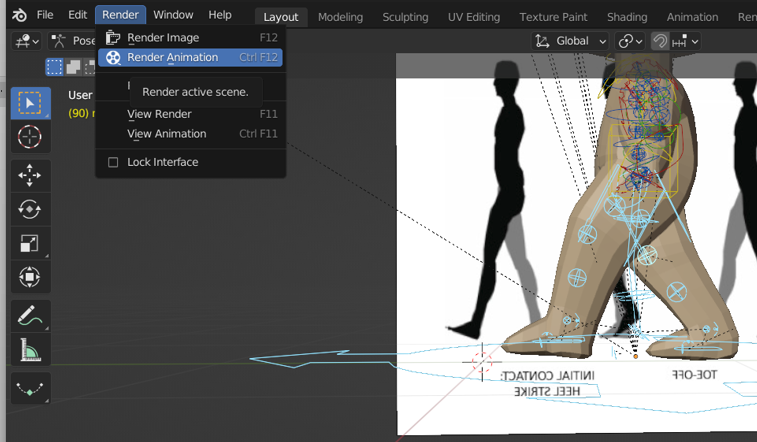 File Edit Render Window Help Layout Modeling Sculpting UV Editing Texture Paint Shading Animation Ren
Pose Global
Render Image F12
Render Animation Ctrl F12
Render active scene.
View Render F11
View Animation Ctrl F11
Lock Interface
User
(90)
INITIAL CONTACT:
HEEL STRIKE
TOE-OFF